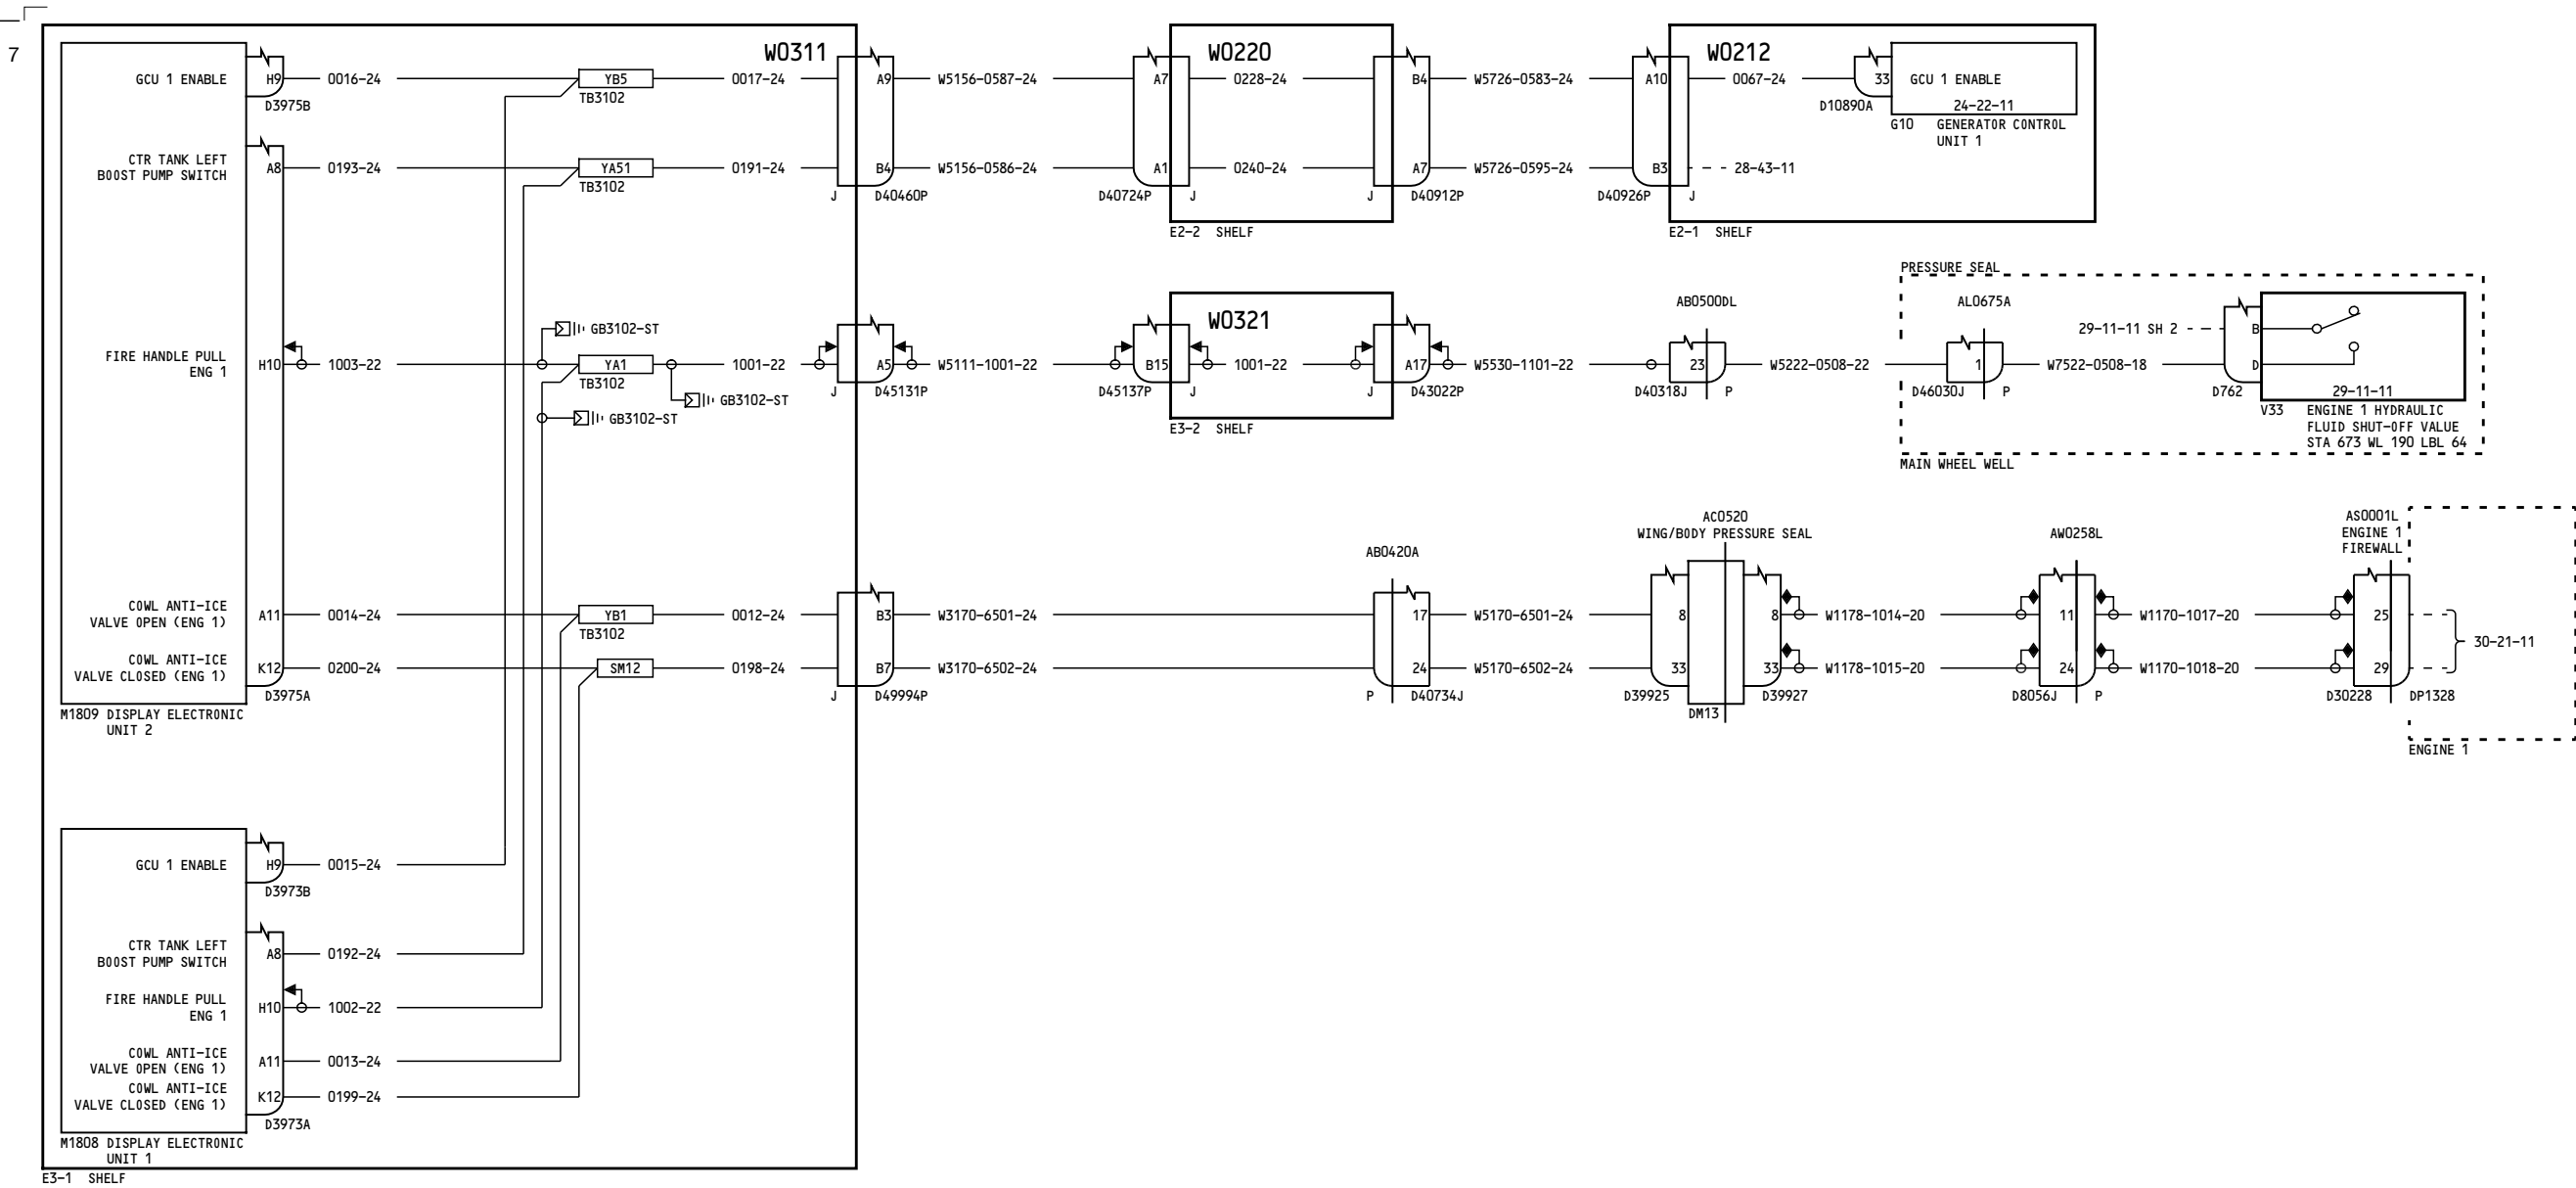 7
W0311
W0220
W0212
GCU 1 ENABLE
H9
0016-24
YB5
0017-24
A9
W5156-0587-24
A7
0228-24
B4
W5726-0583-24
A10
0067-24
33
GCU 1 ENABLE
D3975B
TB3102
D10890A
24-22-11
G10 GENERATOR CONTROL
UNIT 1
CTR TANK LEFT
BOOST PUMP SWITCH
A8
0193-24
YA51
0191-24
B4
W5156-0586-24
A1
0240-24
A7
W5726-0595-24
B3
28-43-11
TB3102
J
D40460P
D40724P
J
J
D40912P
D40926P
J
E2-2 SHELF
E2-1 SHELF
PRESSURE SEAL
AB0500DL
AL0675A
W0321
GB3102-ST
29-11-11 SH 2
B
FIRE HANDLE PULL
ENG 1
H10
1003-22
YA1
1001-22
A5
W5111-1001-22
B15
1001-22
A17
W5530-1101-22
23
W5222-0508-22
1
W7522-0508-18
D
TB3102
J
D45131P
D45137P
J
J
D43022P
D40318J
P
D46030J
P
D762
29-11-11
GB3102-ST
GB3102-ST
E3-2 SHELF
V33 ENGINE 1 HYDRAULIC
FLUID SHUT-OFF VALUE
STA 673 WL 190 LBL 64
MAIN WHEEL WELL
AB0420A
AC0520
WING/BODY PRESSURE SEAL
AW0258L
AS0001L
ENGINE 1
FIREWALL
COWL ANTI-ICE
VALVE OPEN (ENG 1)
A11
0014-24
YB1
0012-24
B3
W3170-6501-24
17
W5170-6501-24
8
8
W1178-1014-20
11
W1170-1017-20
25
TB3102
30-21-11
COWL ANTI-ICE
VALVE CLOSED (ENG 1)
K12
0200-24
SM12
0198-24
B7
W3170-6502-24
24
W5170-6502-24
33
33
W1178-1015-20
24
W1170-1018-20
29
D3975A
J
D49994P
P
D40734J
D39925
DM13
D39927
D8056J
P
D30228
DP1328
ENGINE 1
M1809 DISPLAY ELECTRONIC
UNIT 2
GCU 1 ENABLE
H9
0015-24
D3973B
CTR TANK LEFT
BOOST PUMP SWITCH
A8
0192-24
FIRE HANDLE PULL
ENG 1
H10
1002-22
COWL ANTI-ICE
VALVE OPEN (ENG 1)
A11
0013-24
COWL ANTI-ICE
VALVE CLOSED (ENG 1)
K12
0199-24
D3973A
M1808 DISPLAY ELECTRONIC
UNIT 1
E3-1 SHELF